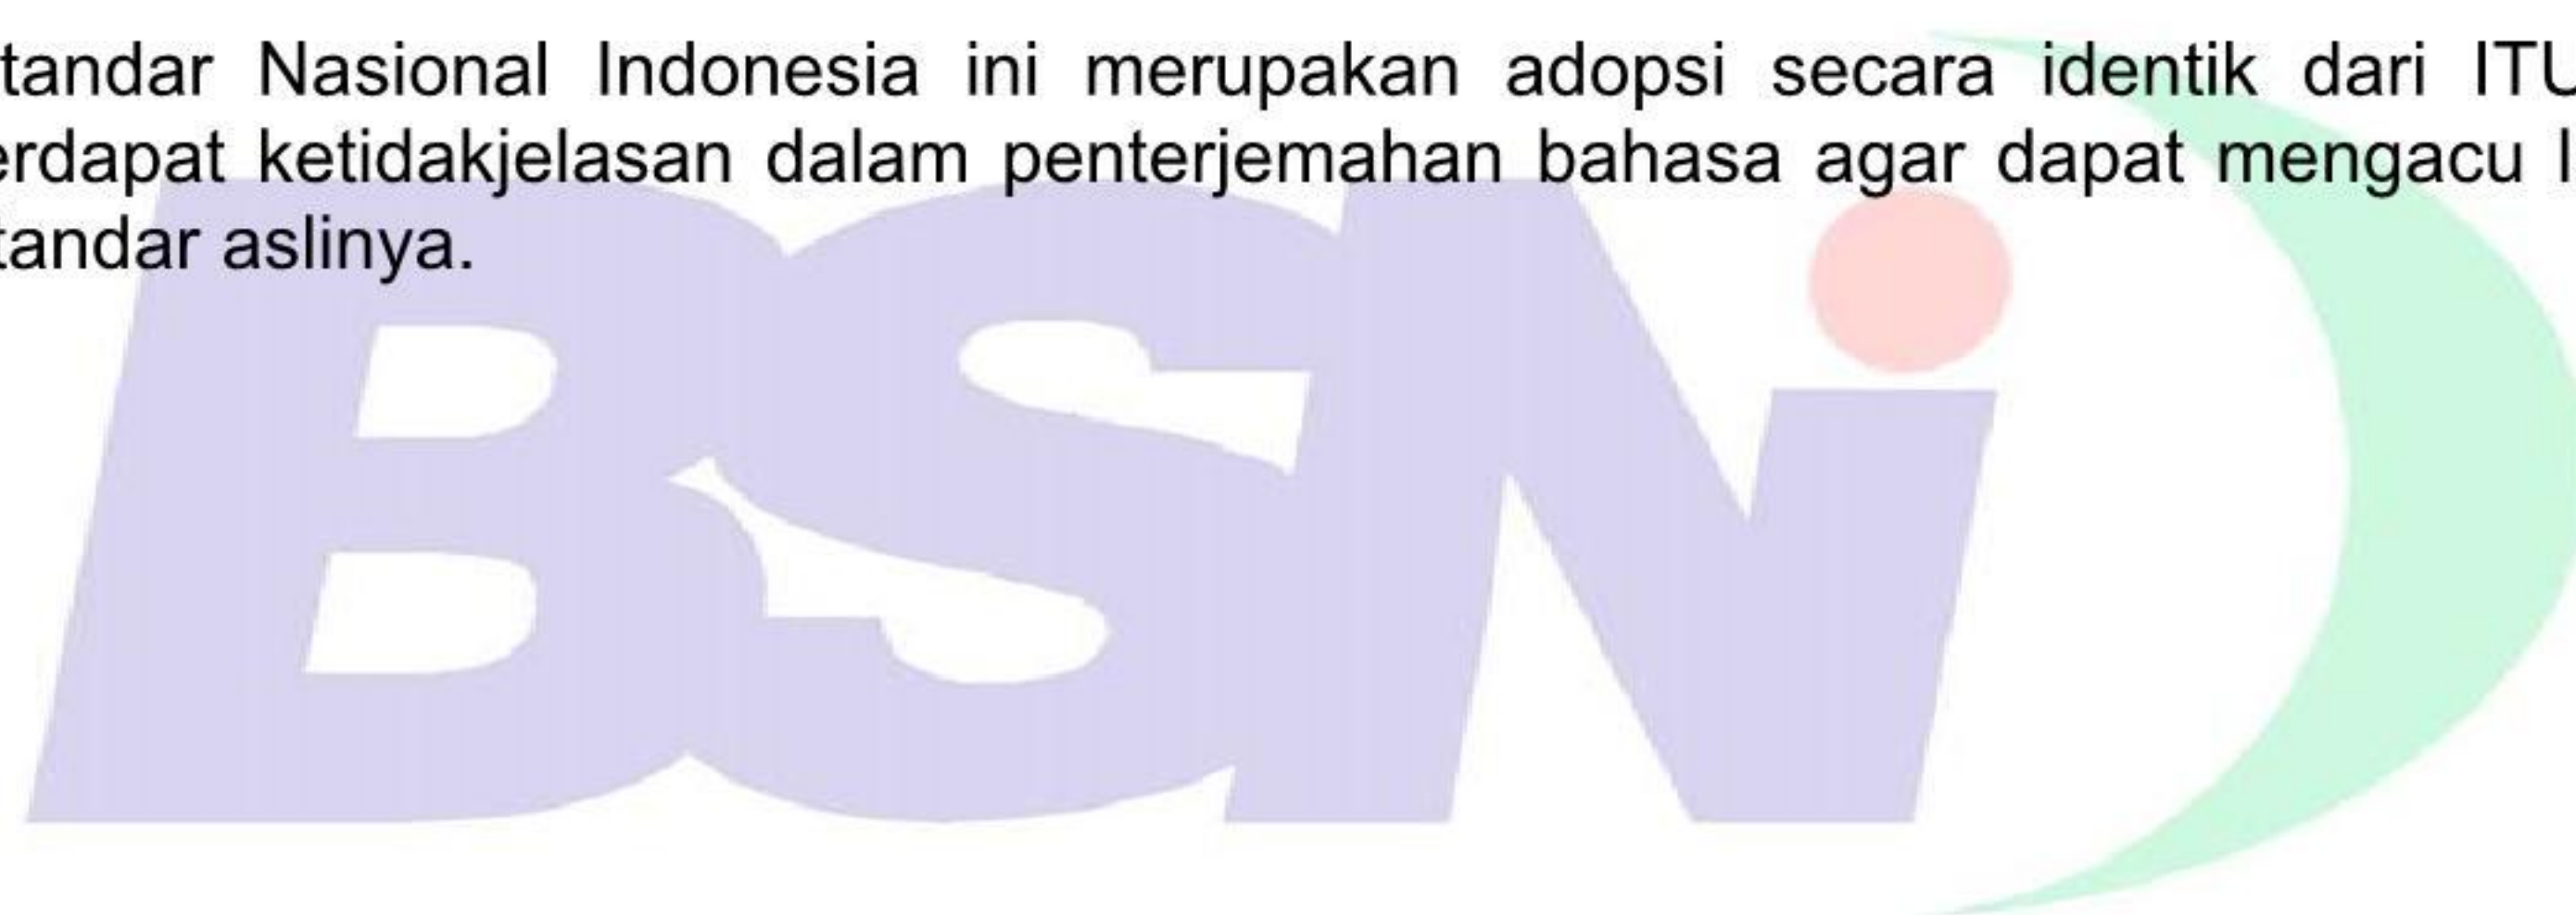 tandar Nasional Indonesia ini merupakan adopsi secara identik dari ITU
erdapat ketidakjelasan dalam penterjemahan bahasa agar dapat mengacu
tandar aslinya.
BSN